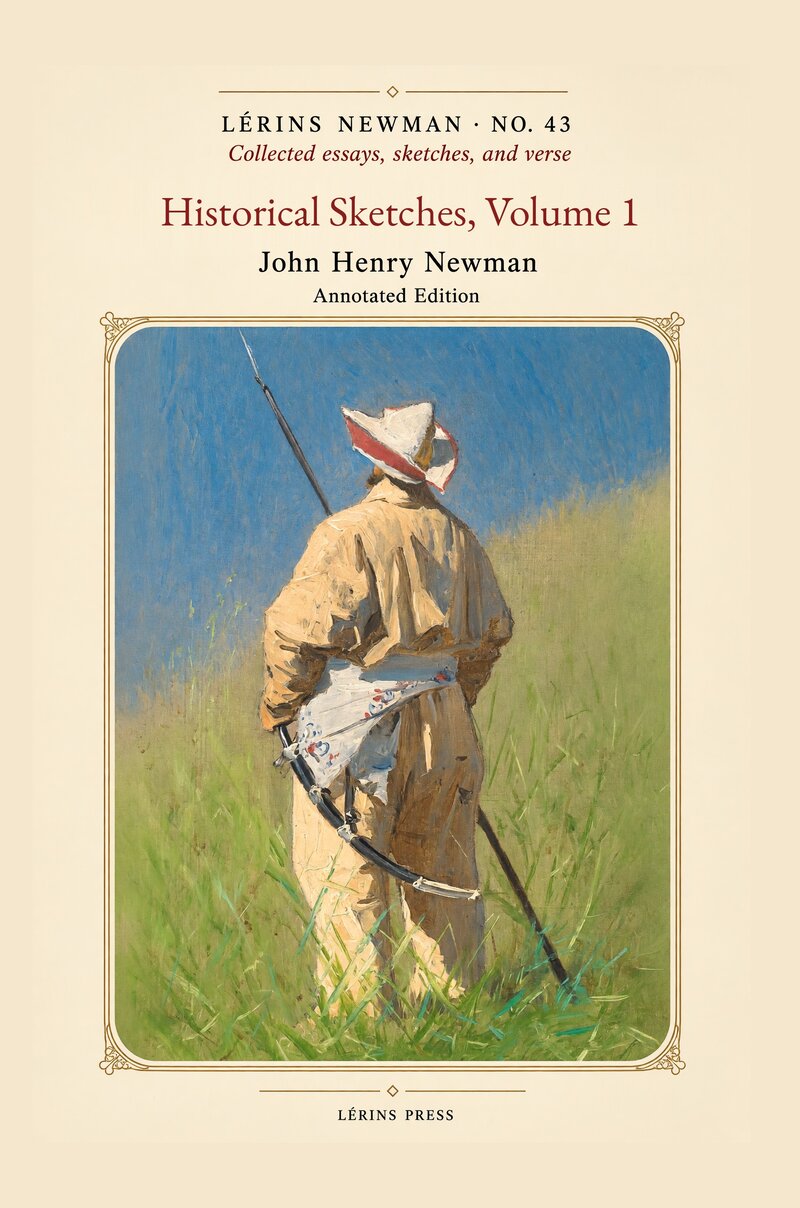 LÉRINS NEWMAN · NO. 43
Collected essays, sketches, and verse
Historical Sketches, Volume 1
John Henry Newman
Annotated Edition
LÉRINS PRESS